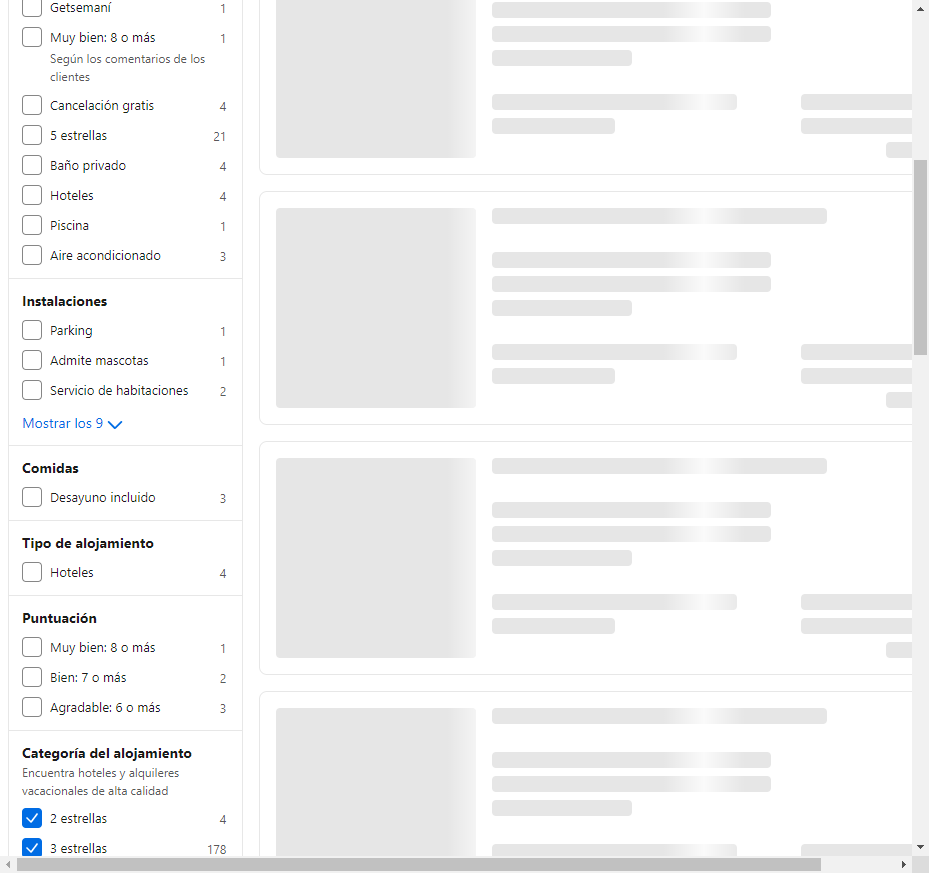 Getsemaní 1
Muy bien: 8 o más 1
Según los comentarios de los
clientes
Cancelación gratis 4
5 estrellas 21
Baño privado 4
Hoteles 4
Piscina 1
Aire acondicionado 3
Instalaciones
Parking 1
Admite mascotas 1
Servicio de habitaciones 2
Mostrar los 9
Comidas
Desayuno incluido 3
Tipo de alojamiento
Hoteles 4
Puntuación
Muy bien: 8 o más 1
Bien: 7 o más 2
Agradable: 6 o más 3
Categoría del alojamiento
Encuentra hoteles y alquileres
vacacionales de alta calidad
2 estrellas 4
3 estrellas 178